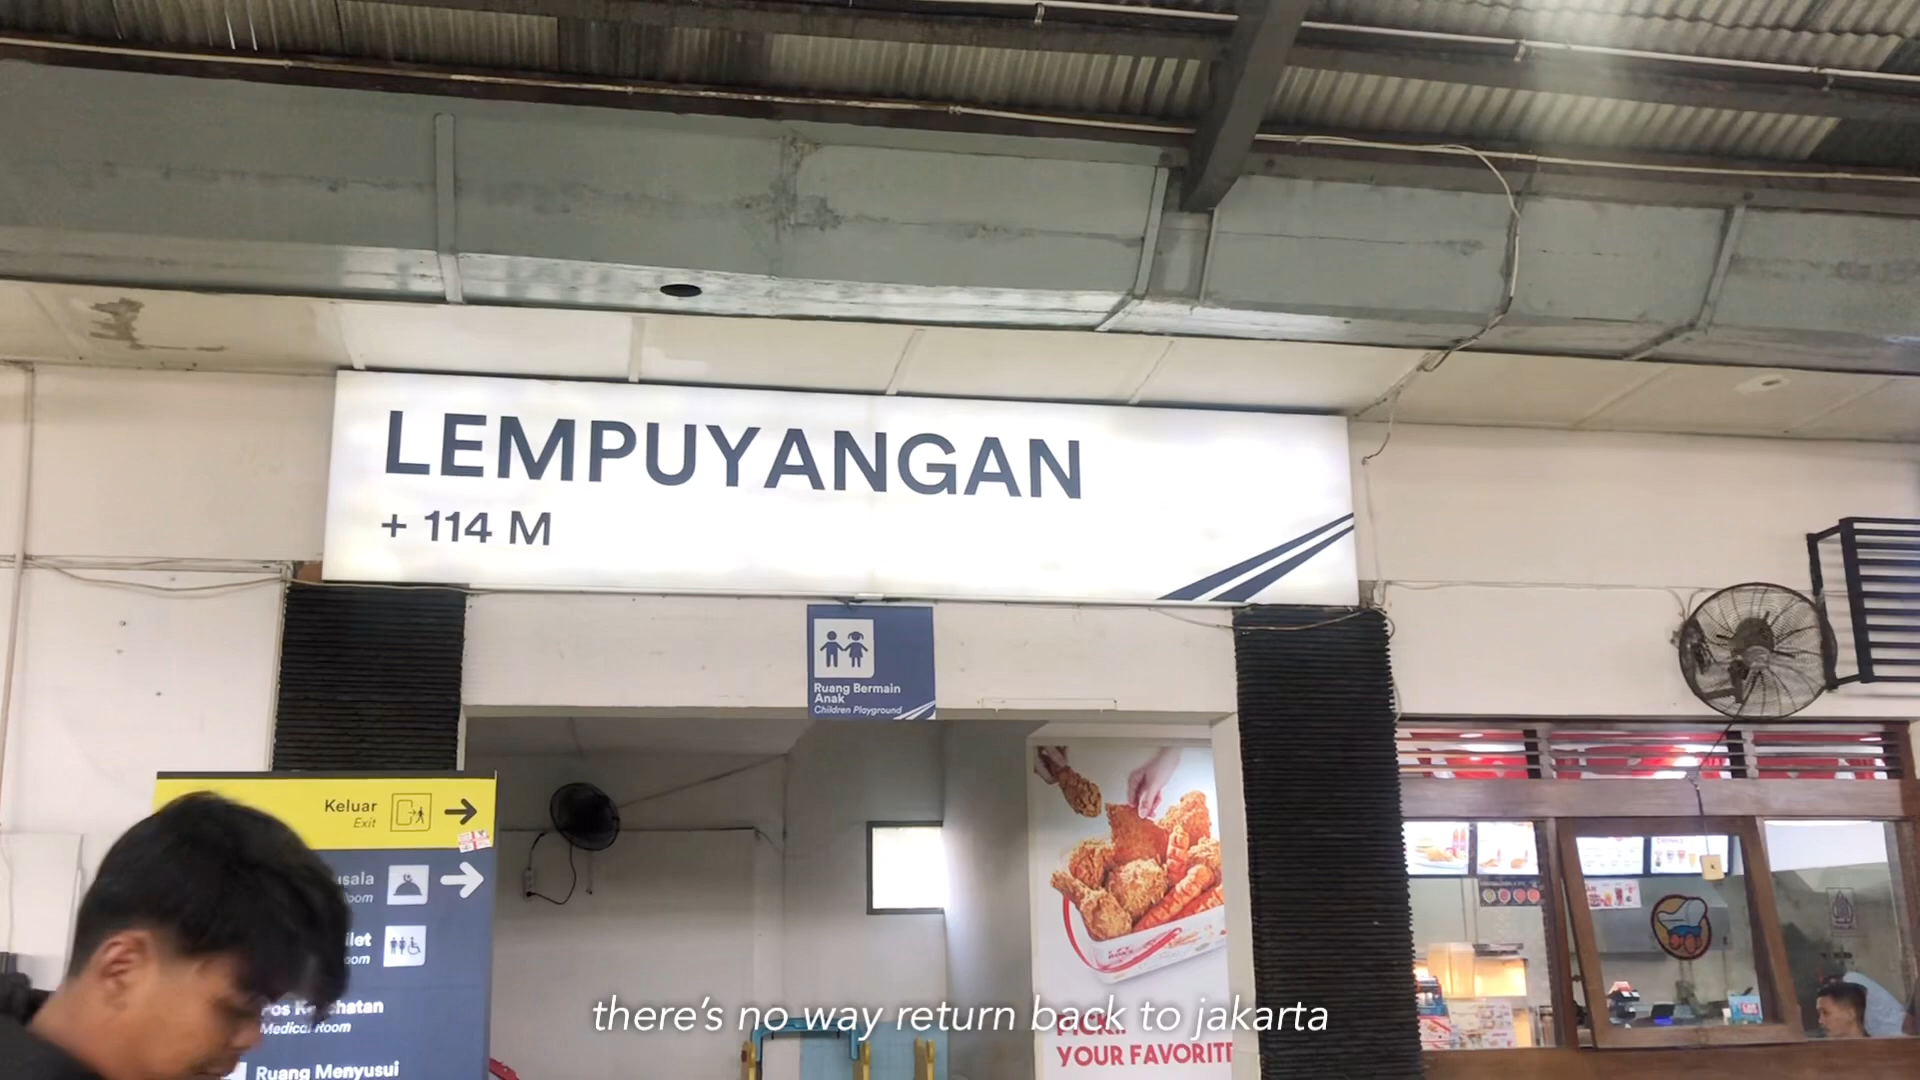 LEMPUYANGAN
+ 114 M
Ruang Bermain
Anak
Children Playground
Keluar
Exit
Medical Room
Ruang Menyusui
there's no way return back to jakarta
YOUR FAVORITE